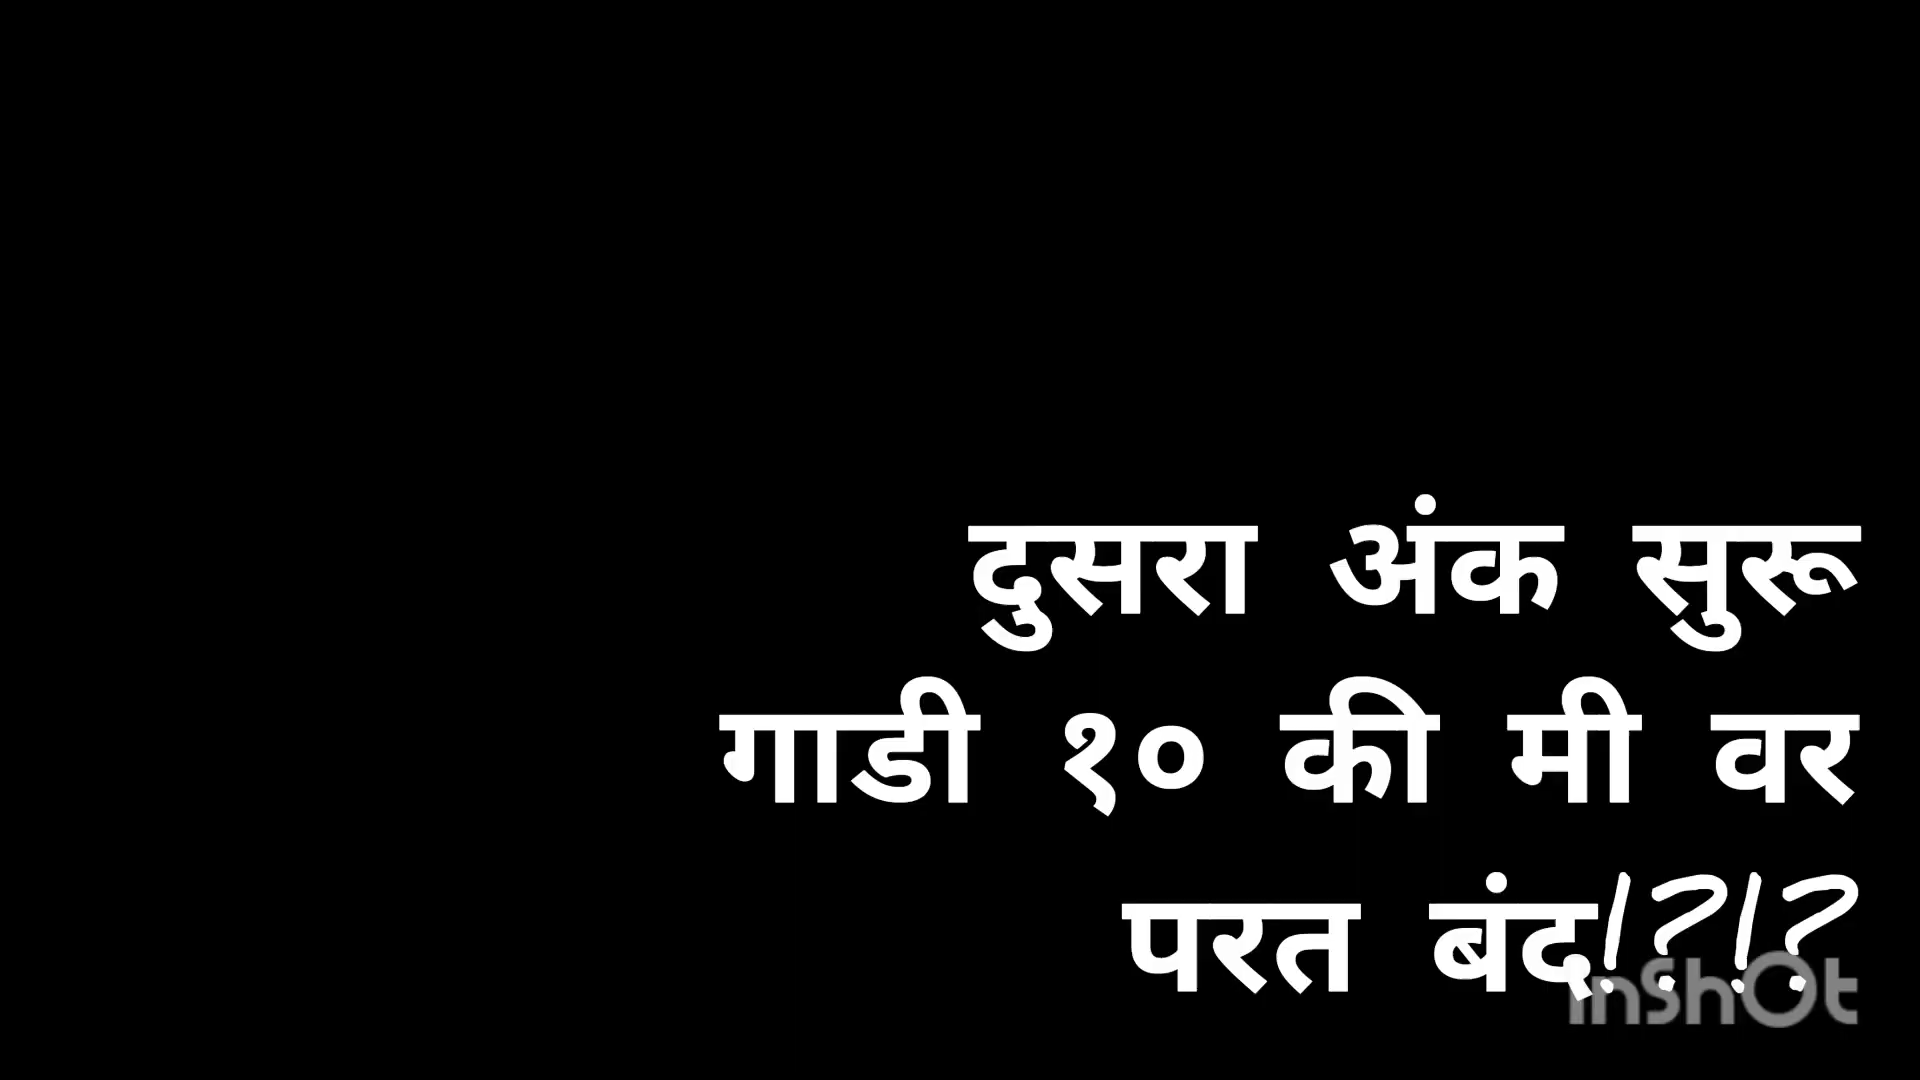 दुसरा अंक सुरू
गाडी १० की मी वर
परत बंद!?!?
InShOt